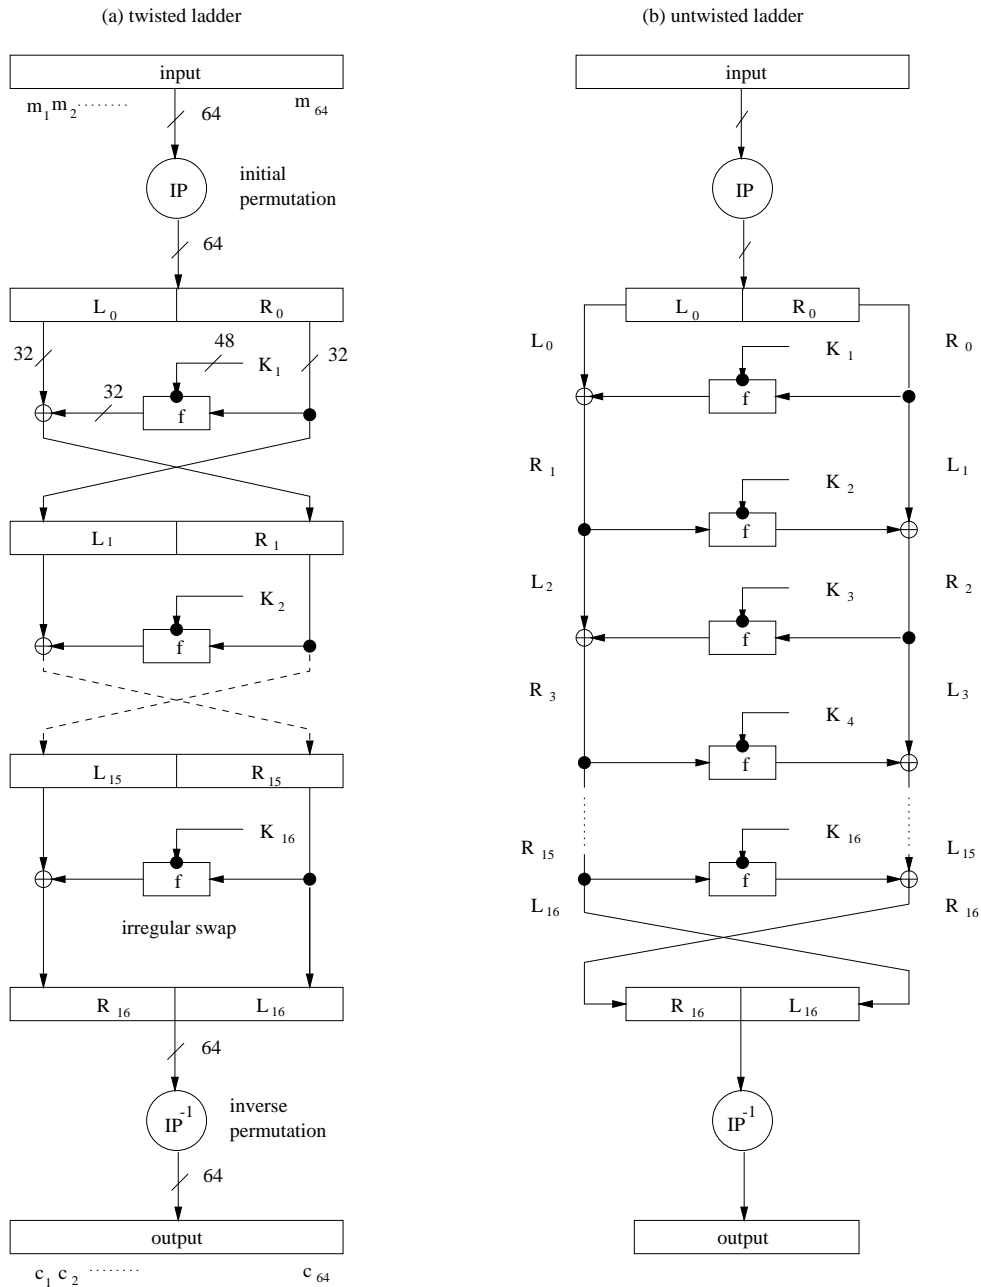 (a) twisted ladder
input
m1 m2 ········ m64
64
IP
initial
permutation
64
L0 R0
32 48 32
K1
32
f
L1 R1
K2
f
L15 R15
K16
f
irregular swap
R16 L16
64
IP-1
inverse
permutation
64
output
c1 c2 ········ c64
(b) untwisted ladder
input
IP
L0 R0
L0 K1 R0
f
R1 L1
K2
f
L2 K3 R2
f
R3 L3
K4
f
R15 K16 L15
f
L16 R16
R16 L16
IP-1
output